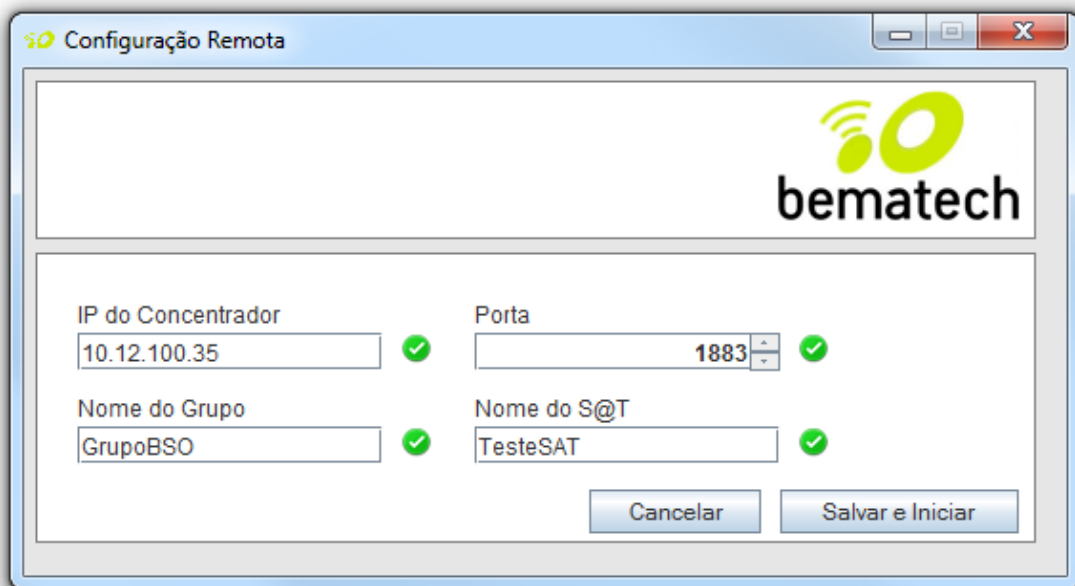 Configuração Remota
bematech
IP do Concentrador
Porta
10.12.100.35
1883
Nome do Grupo
Nome do S@T
GrupoBSO
TesteSAT
Cancelar
Salvar e Iniciar